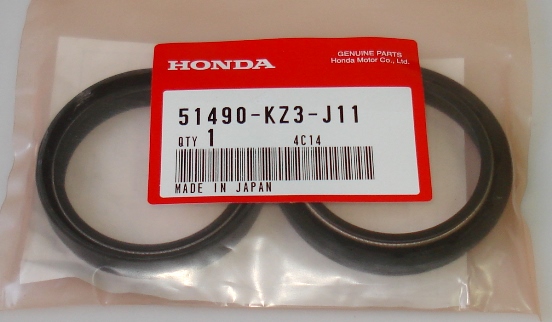 HONDA
GENUINE PARTS
Honda Motor Co., Ltd.
51490-KZ3-J11
QTY 1 4C14
MADE IN JAPAN